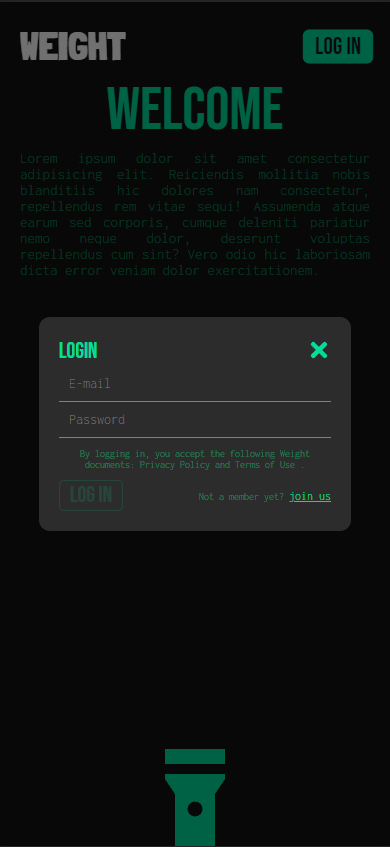 WEIGHT
LOG IN
WELCOME
Lorem ipsum dolor sit amet consectetur
adipisicing elit. Reiciendis mollitia nobis
blanditiis hic dolores nam consectetur,
repellendus rem vitae sequi! Assumenda atque
earum sed corporis, cumque deleniti pariatur
nemo neque dolor, deserunt voluptas
repellendus cum sint? Vero odio hic laboriosam
dicta error veniam dolor exercitationem.
LOGIN
E-mail
Password
By logging in, you accept the following Weight
documents: Privacy Policy and Terms of Use .
LOG IN
Not a member yet? join us